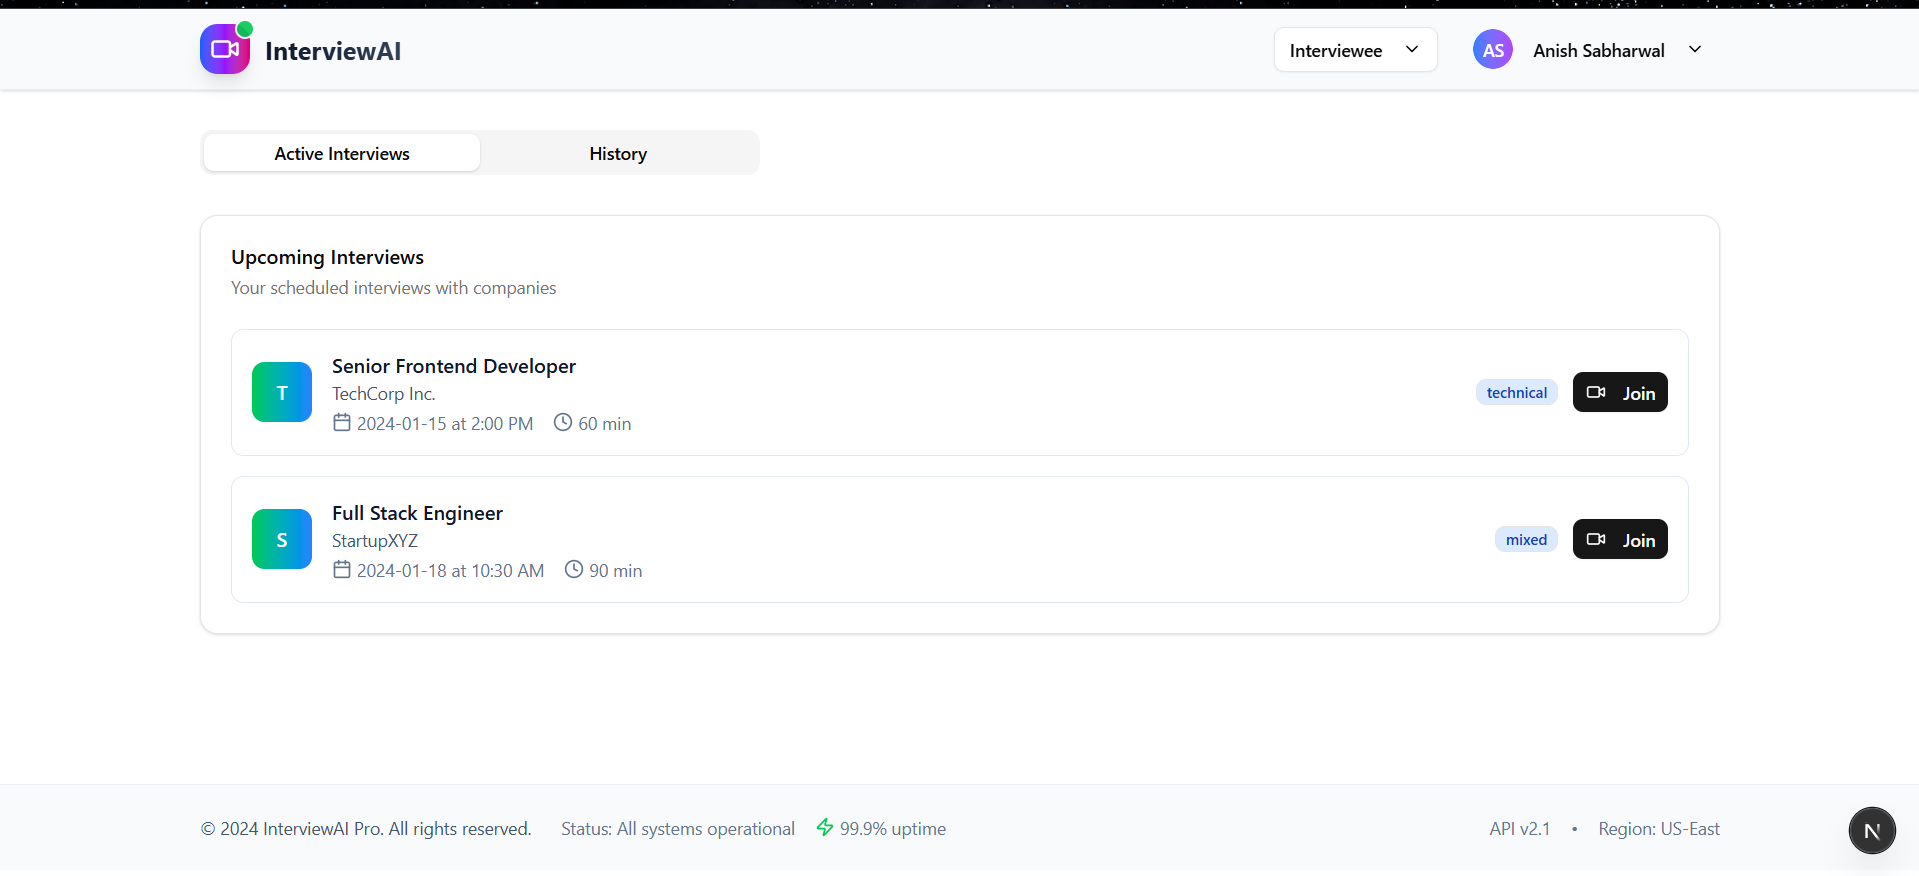 InterviewAI
Interviewee
AS
Anish Sabharwal
Active Interviews
History
Upcoming Interviews
Your scheduled interviews with companies
T
Senior Frontend Developer
TechCorp Inc.
2024-01-15 at 2:00 PM
60 min
technical
Join
S
Full Stack Engineer
StartupXYZ
2024-01-18 at 10:30 AM
90 min
mixed
Join
© 2024 InterviewAI Pro. All rights reserved.
Status: All systems operational
99.9% uptime
API v2.1
•
Region: US-East
N